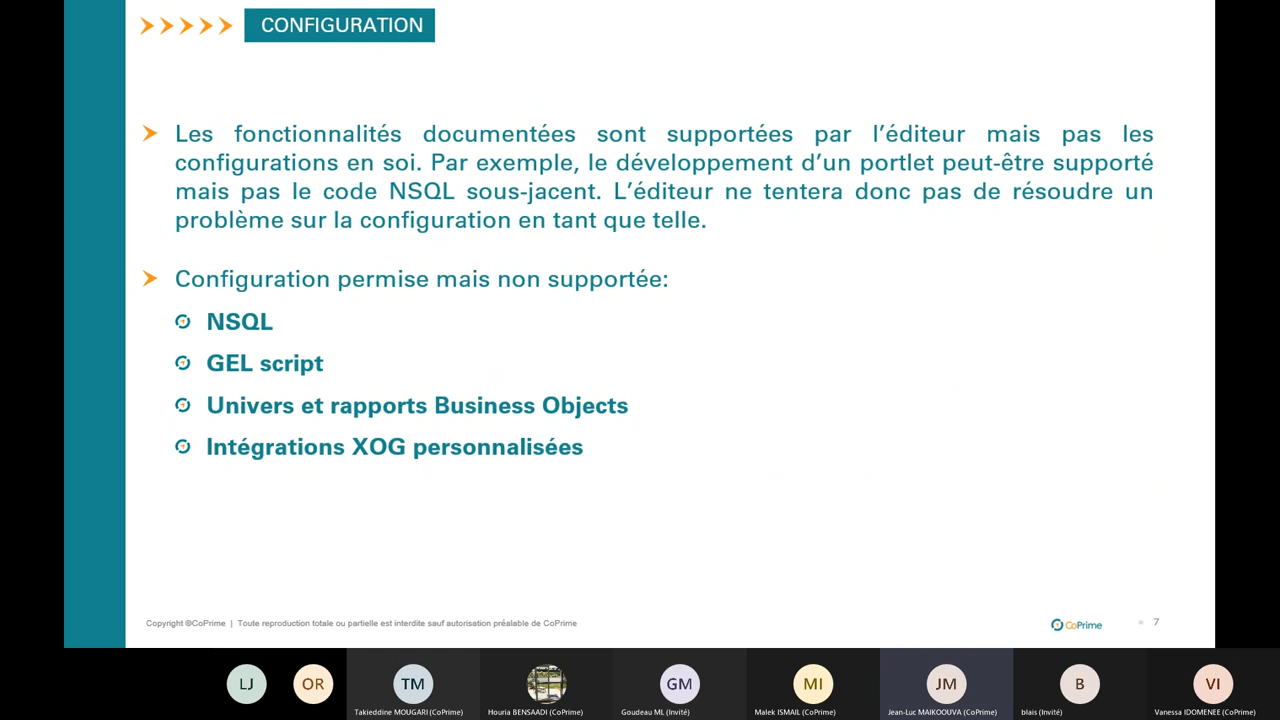 CONFIGURATION
Les fonctionnalités documentées sont supportées par l'éditeur mais pas les
configurations en soi. Par exemple, le développement d'un portlet peut-être supporté
mais pas le code NSQL sous-jacent. L'éditeur ne tentera donc pas de résoudre un
problème sur la configuration en tant que telle.
Configuration permise mais non supportée:
NSQL
GEL script
Univers et rapports Business Objects
Intégrations XOG personnalisées
Copyright ©CoPrime | Toute reproduction totale ou partielle est interdite sauf autorisation préalable de CoPrime
CoPrime
7
LJ
OR
TM
GM
MI
JM
B
VI
Takieddine MOUGARI (CoPrime)
Houria BENSAADI (CoPrime)
Goudeau ML (Invité)
Malek ISMAIL (CoPrime)
Jean-Luc MAIKOOUVA (CoPrime)
blais (Invité)
Vanessa IDOMENEE (CoPrime)